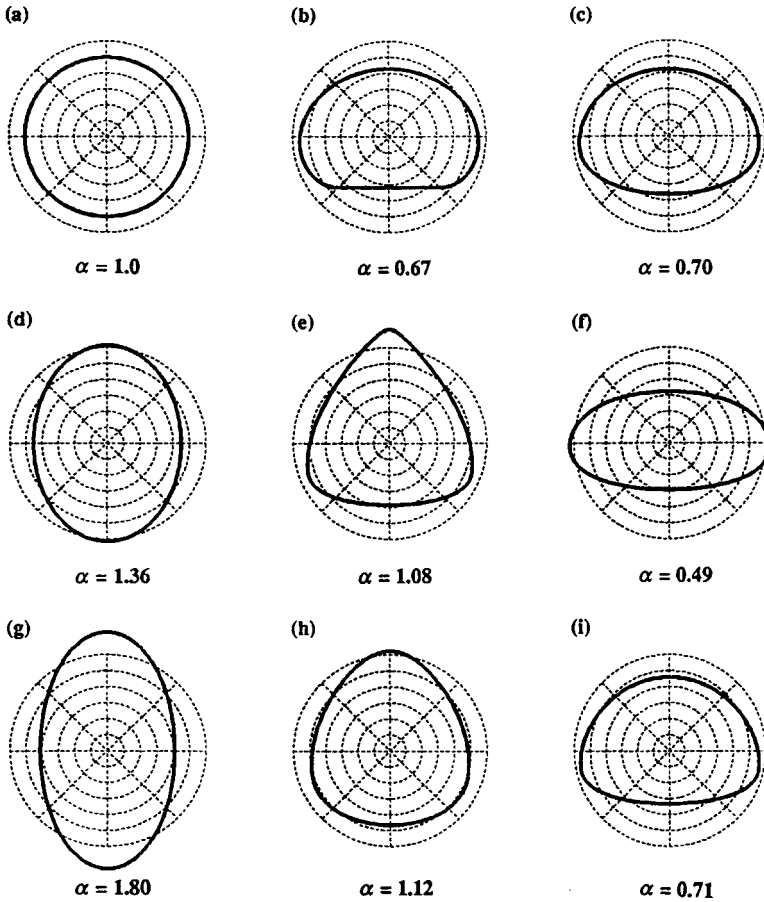 (a)
(b)
(c)
α = 1.0
α = 0.67
α = 0.70
(d)
(e)
(f)
α = 1.36
α = 1.08
α = 0.49
(g)
(h)
(i)
α = 1.80
α = 1.12
α = 0.71